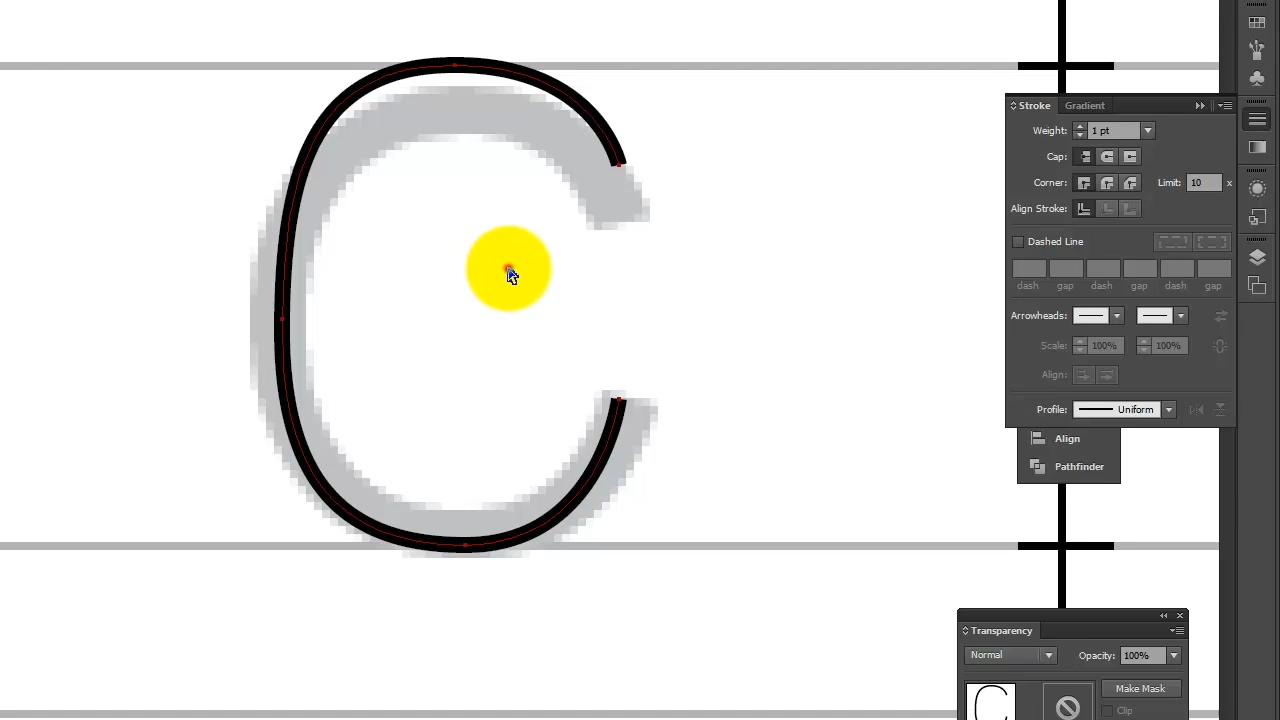 C
Stroke Gradient
Weight: 1 pt
Cap:
Corner: Limit: 10 x
Align Stroke:
Dashed Line
dash gap dash gap dash gap
Arrowheads:
Scale: 100% 100%
Align:
Profile: Uniform
Align
Pathfinder
Transparency
Normal Opacity: 100%
C Make Mask
Clip